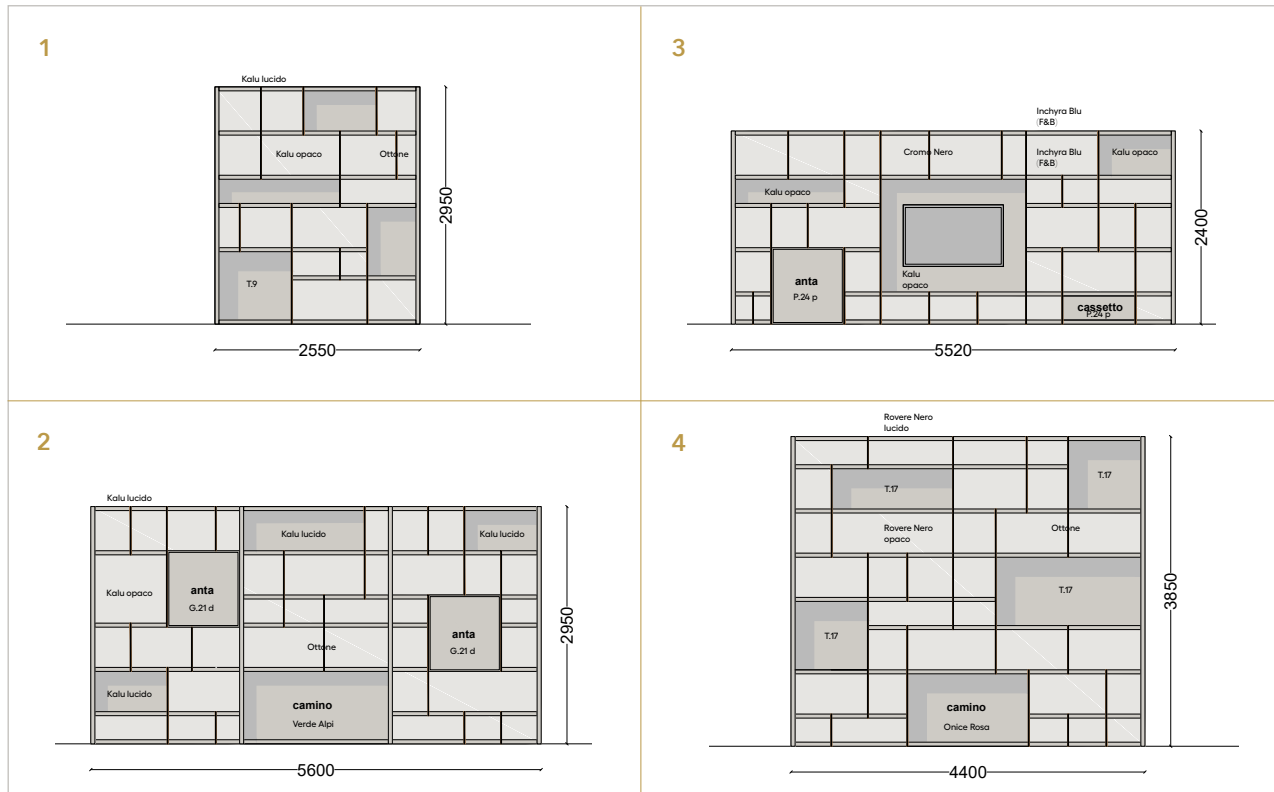 1
Kalu lucido
Kalu opaco
Ottone
T.9
2950
2550
3
Inchyra Blu
(F&B)
Cromo Nero
Inchyra Blu
(F&B)
Kalu opaco
Kalu opaco
Kalu
opaco
anta
P.24 p
cassetto
P.24 p
2400
5520
2
Kalu lucido
Kalu lucido
Kalu lucido
Kalu opaco
anta
G.21 d
Ottone
anta
G.21 d
Kalu lucido
camino
Verde Alpi
2950
5600
4
Rovere Nero
lucido
T.17
T.17
Rovere Nero
opaco
Ottone
T.17
T.17
camino
Onice Rosa
3850
4400